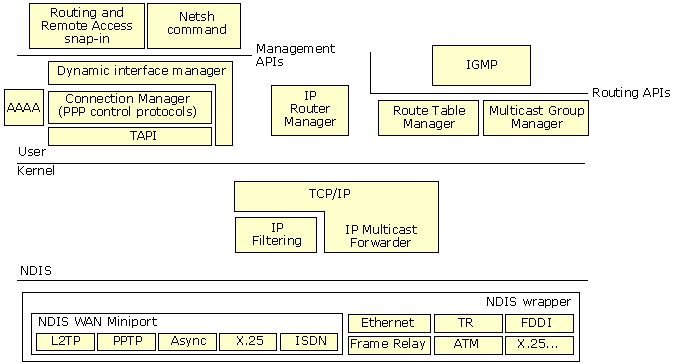 Routing and
Remote Access
snap-in
Netsh
command
Management
APIs
IGMP
Routing APIs
Dynamic interface manager
AAAA
Connection Manager
(PPP control protocols)
TAPI
IP
Router
Manager
Route Table
Manager
Multicast Group
Manager
User
Kernel
TCP/IP
IP
Filtering
IP Multicast
Forwarder
NDIS
NDIS wrapper
NDIS WAN Miniport
L2TP
PPTP
Async
X.25
ISDN
Ethernet
TR
FDDI
Frame Relay
ATM
X.25...